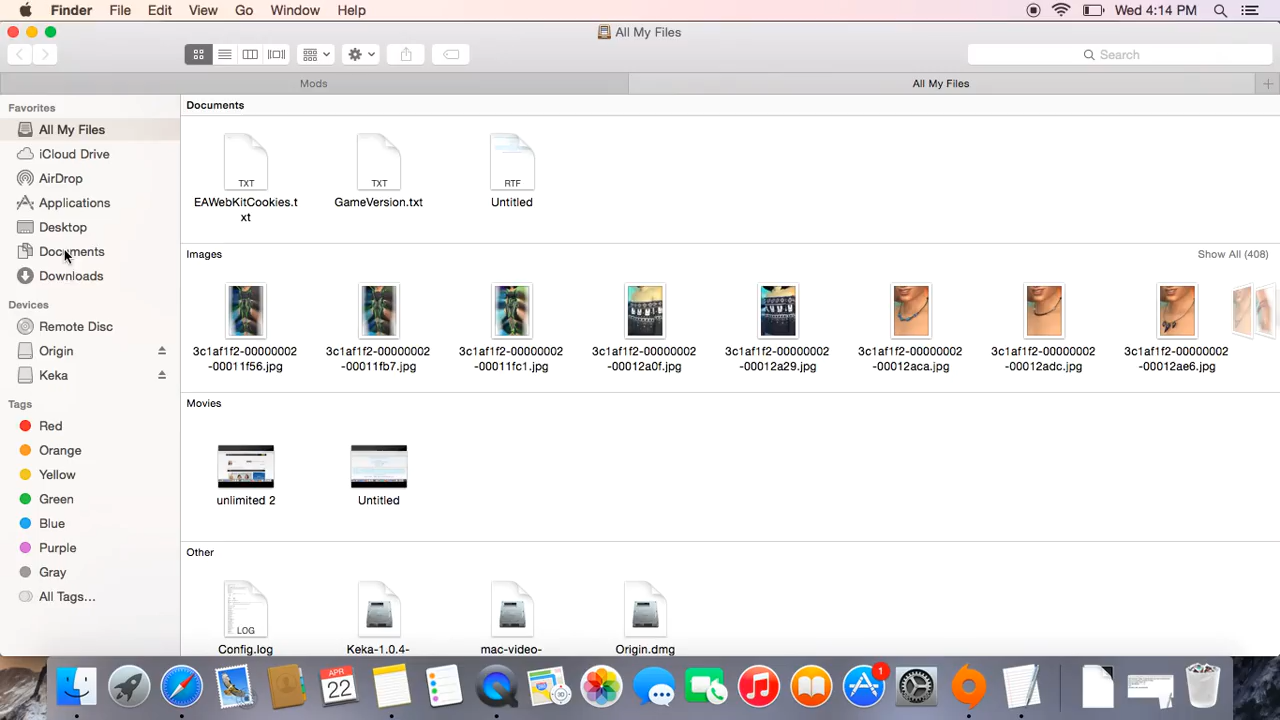 Finder File Edit View Go Window Help Wed 4:14 PM
All My Files
Search
Mods All My Files
Favorites
All My Files
iCloud Drive
AirDrop
Applications
Desktop
Documents
Downloads
Devices
Remote Disc
Origin
Keka
Tags
Red
Orange
Yellow
Green
Blue
Purple
Gray
All Tags...
Documents
TXT TXT RTF
EAWebKitCookies.t GameVersion.txt Untitled
xt
Images Show All (408)
3c1af1f2-00000002 3c1af1f2-00000002 3c1af1f2-00000002 3c1af1f2-00000002 3c1af1f2-00000002 3c1af1f2-00000002 3c1af1f2-00000002 3c1af1f2-00000002
-00011f56.jpg -00011fb7.jpg -00011fc1.jpg -00012a0f.jpg -00012a29.jpg -00012aca.jpg -00012adc.jpg -00012ae6.jpg
Movies
unlimited 2 Untitled
Other
LOG
Config.log Keka-1.0.4- mac-video- Origin.dmg
APR
22
1